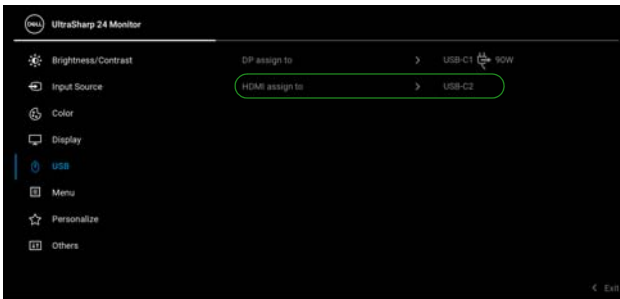 DELL UltraSharp 24 Monitor
Brightness/Contrast DP assign to > USB-C1 90W
Input Source HDMI assign to > USB-C2
Color
Display
USB
Menu
Personalize
Others
< Exit